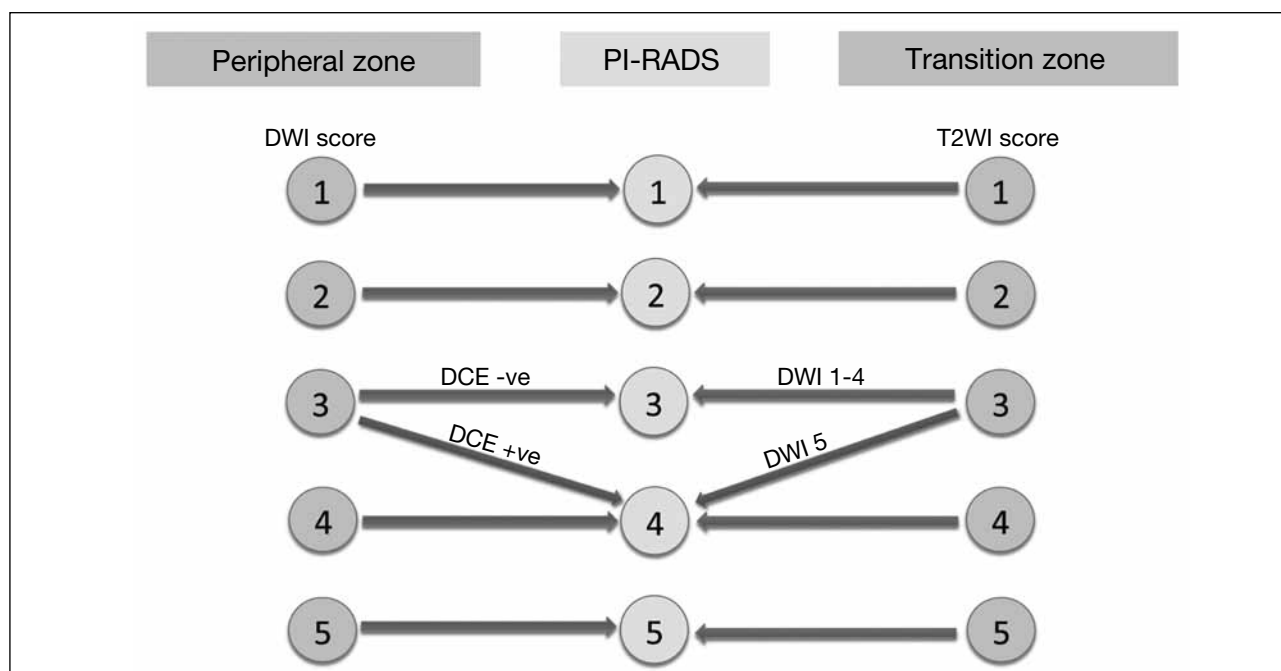 Peripheral zone PI-RADS Transition zone
DWI score T2WI score
1 1 1
2 2 2
DCE -ve DWI 1-4
3 3 3
DCE +ve DWI 5
4 4 4
5 5 5